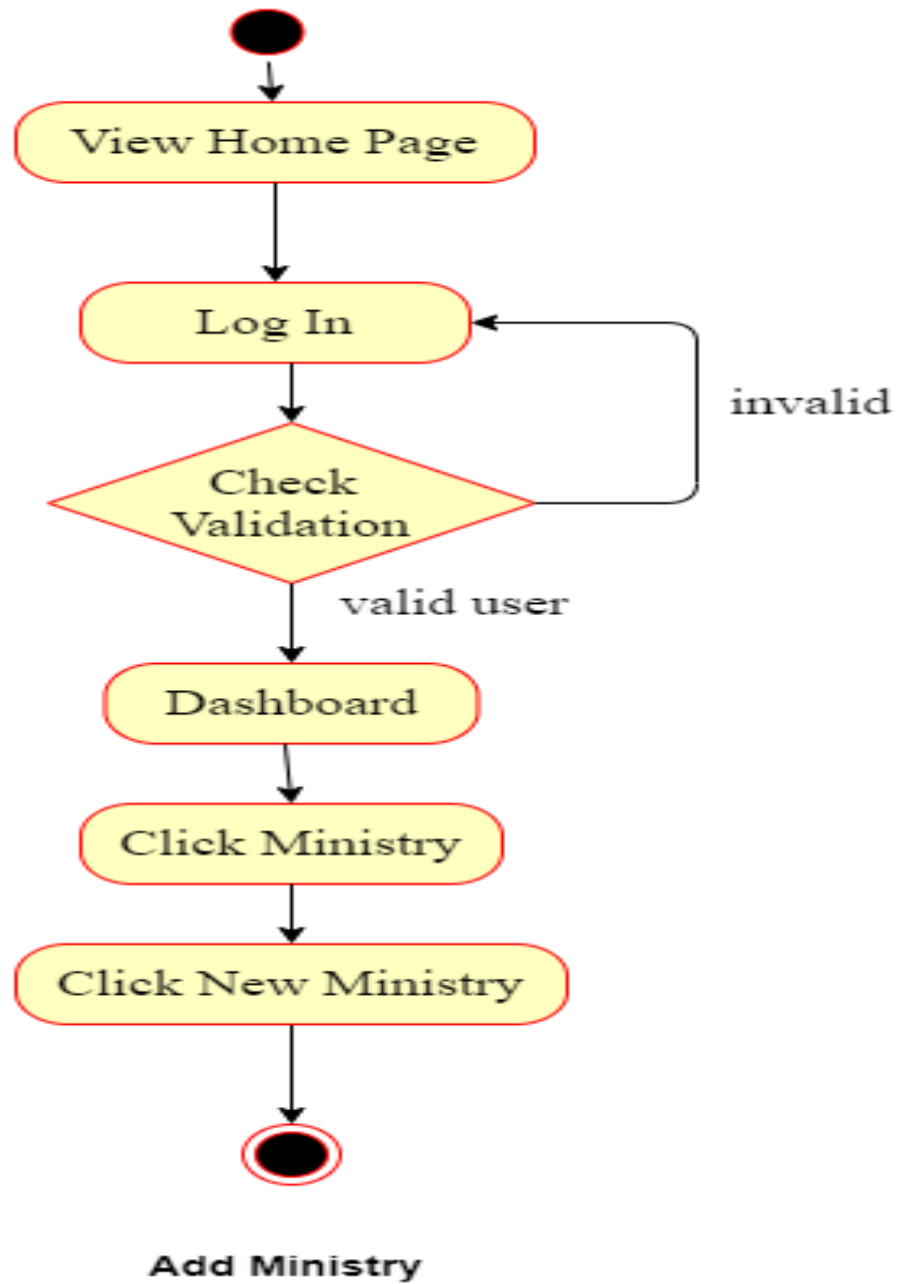 View Home Page
Log In
invalid
Check
Validation
valid user
Dashboard
Click Ministry
Click New Ministry
Add Ministry